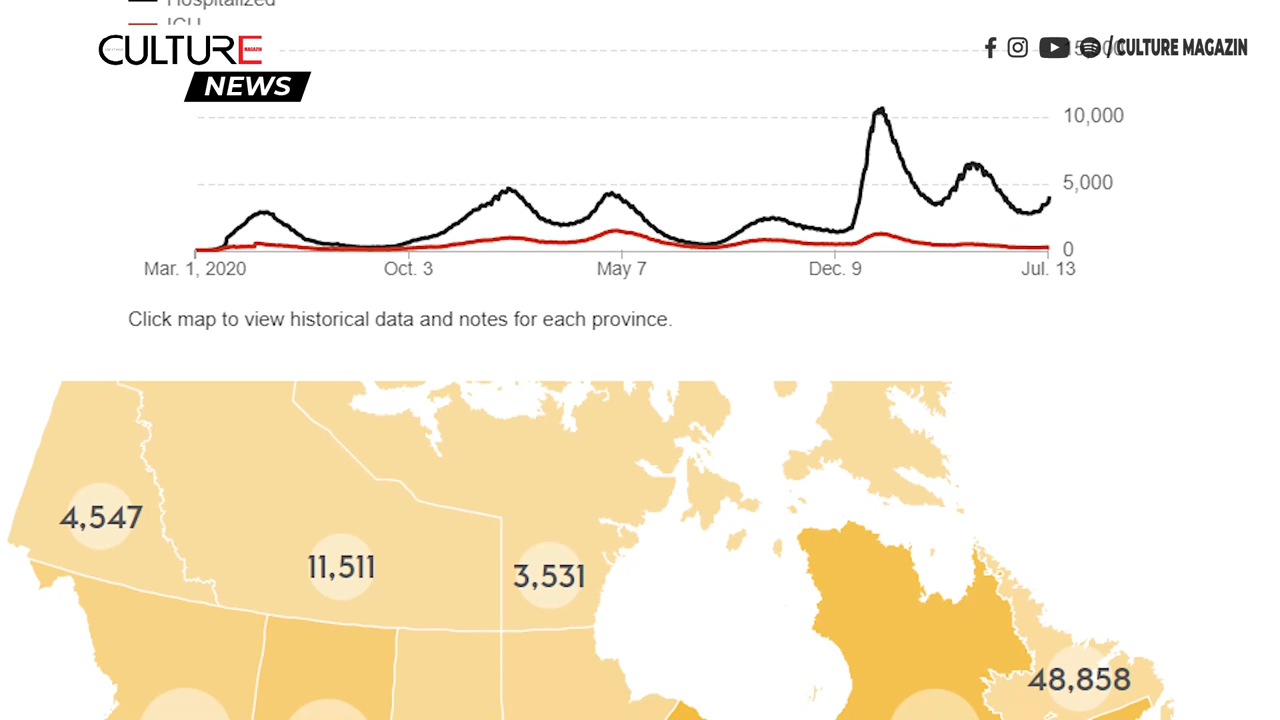 Hospitalized
ICU
CULTURE
MAGAZIN
NEWS
/ CULTURE MAGAZIN
10,000
5,000
0
Mar. 1, 2020
Oct. 3
May 7
Dec. 9
Jul. 13
Click map to view historical data and notes for each province.
4,547
11,511
3,531
48,858